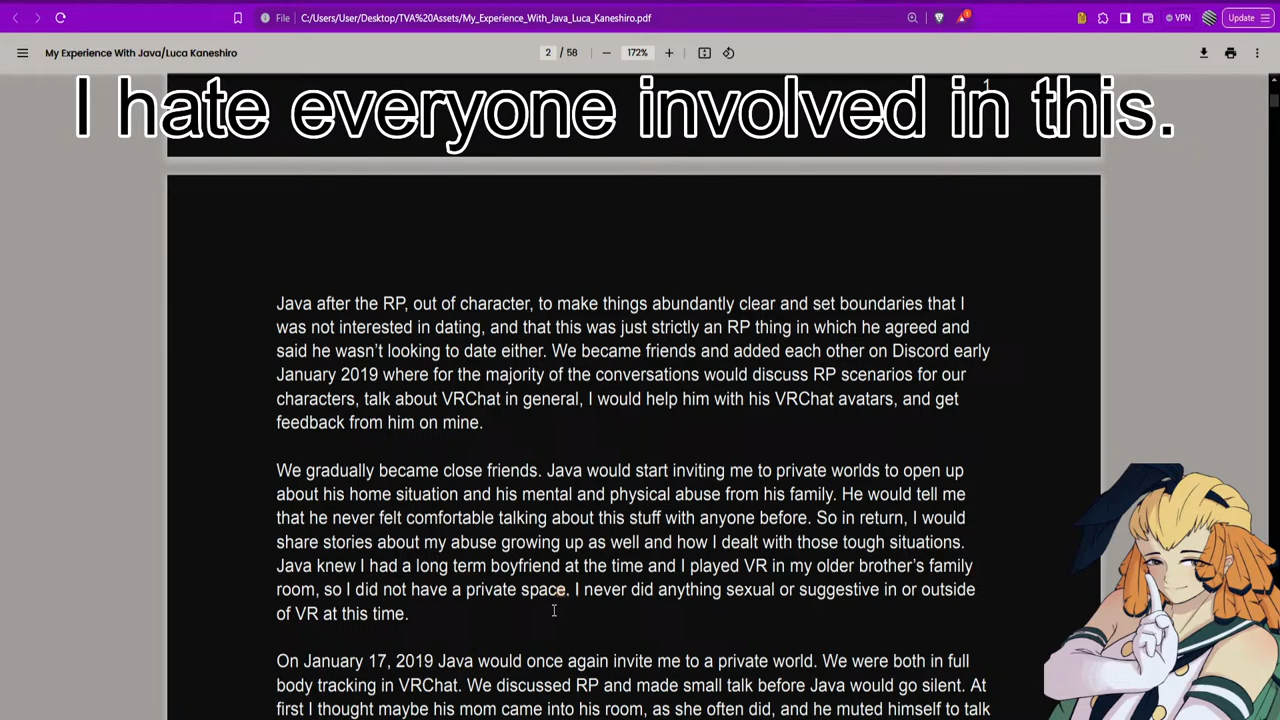 File C:/Users/User/Desktop/TVA%20Assets/My_Experience_With_Java_Luca_Kaneshiro.pdf
VPN
Update
My Experience With Java/Luca Kaneshiro
2 / 58
172%
1
I hate everyone involved in this.
Java after the RP, out of character, to make things abundantly clear and set boundaries that I
was not interested in dating, and that this was just strictly an RP thing in which he agreed and
said he wasn't looking to date either. We became friends and added each other on Discord early
January 2019 where for the majority of the conversations would discuss RP scenarios for our
characters, talk about VRChat in general, I would help him with his VRChat avatars, and get
feedback from him on mine.
We gradually became close friends. Java would start inviting me to private worlds to open up
about his home situation and his mental and physical abuse from his family. He would tell me
that he never felt comfortable talking about this stuff with anyone before. So in return, I would
share stories about my abuse growing up as well and how I dealt with those tough situations.
Java knew I had a long term boyfriend at the time and I played VR in my older brother's family
room, so I did not have a private space. I never did anything sexual or suggestive in or outside
of VR at this time.
On January 17, 2019 Java would once again invite me to a private world. We were both in full
body tracking in VRChat. We discussed RP and made small talk before Java would go silent. At
first I thought maybe his mom came into his room, as she often did, and he muted himself to talk